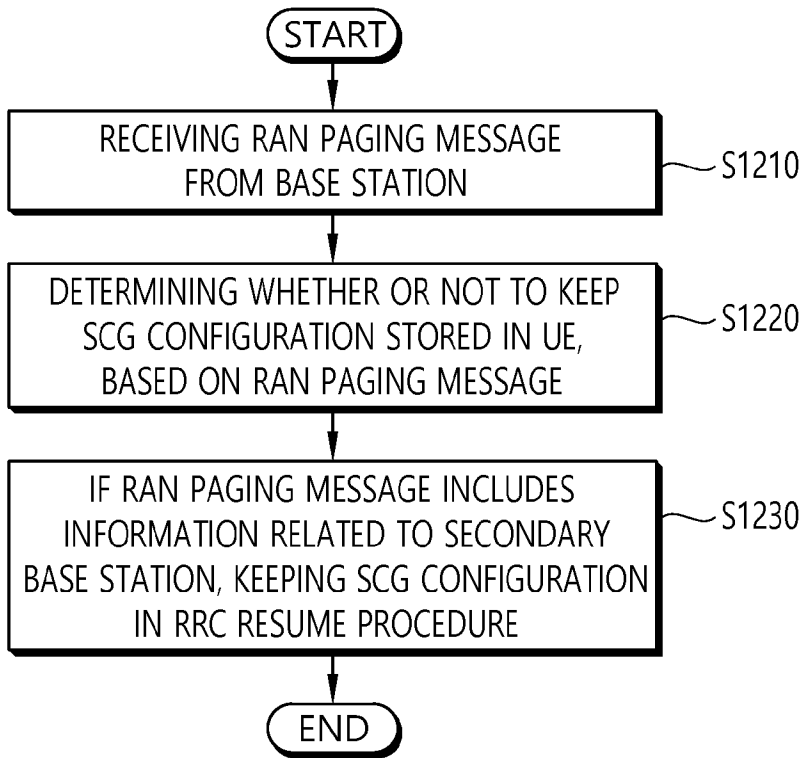 START
RECEIVING RAN PAGING MESSAGE
FROM BASE STATION
S1210
DETERMINING WHETHER OR NOT TO KEEP
SCG CONFIGURATION STORED IN UE,
BASED ON RAN PAGING MESSAGE
S1220
IF RAN PAGING MESSAGE INCLUDES
INFORMATION RELATED TO SECONDARY
BASE STATION, KEEPING SCG CONFIGURATION
IN RRC RESUME PROCEDURE
S1230
END